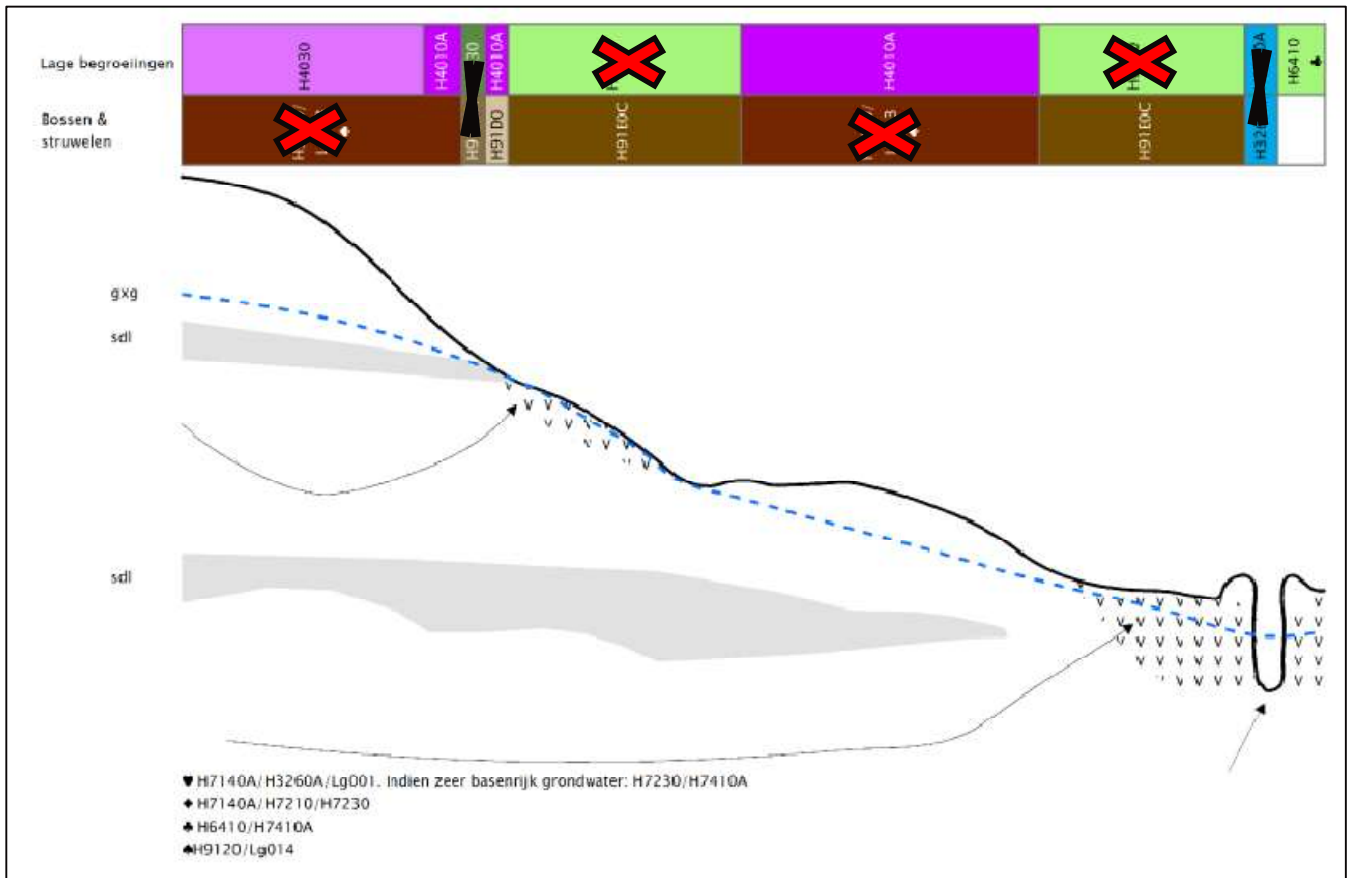 Lage begroeiingen
H4030
H4010A
H4010A
H4010A
H6410
♣
Bossen &
struwelen
H91D0
H91E0C
H91E0C
gxg
sdl
sdl
♥ H7140A/H3260A/Lg001. Indien zeer basenrijk grondwater: H7230/H7410A
♦ H7140A/H7210/H7230
♣ H6410/H7410A
♠H9120/Lg014